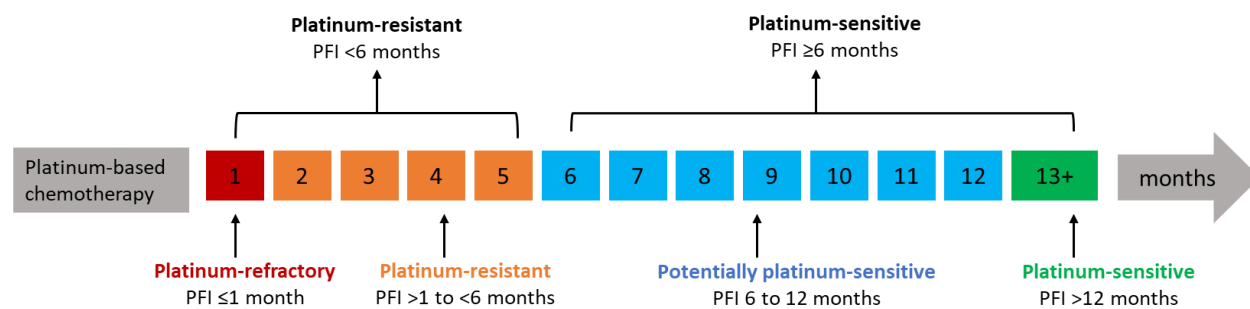 Platinum-resistant
PFI <6 months
Platinum-sensitive
PFI ≥6 months
Platinum-based
chemotherapy
1
2
3
4
5
6
7
8
9
10
11
12
13+
months
Platinum-refractory
PFI ≤1 month
Platinum-resistant
PFI >1 to <6 months
Potentially platinum-sensitive
PFI 6 to 12 months
Platinum-sensitive
PFI >12 months